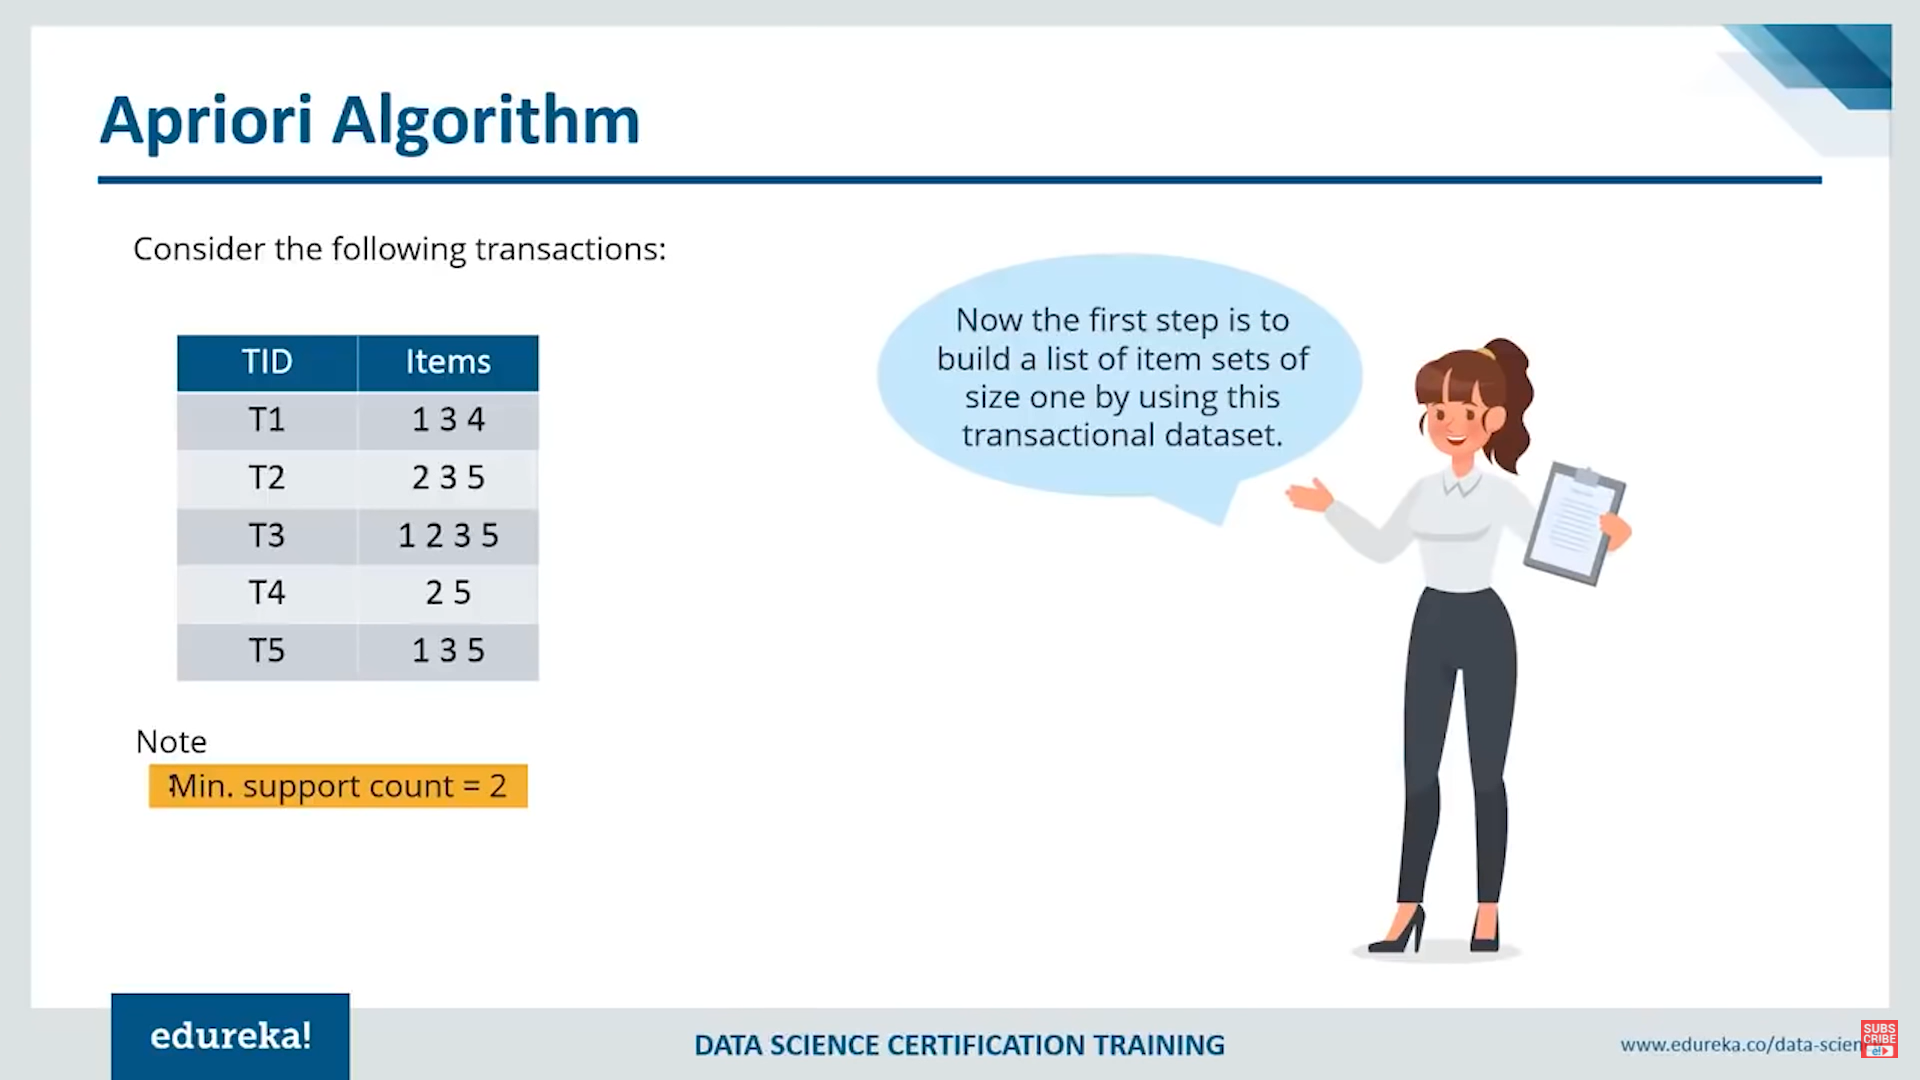 Apriori Algorithm
Consider the following transactions:
Now the first step is to
build a list of item sets of
size one by using this
transactional dataset.
TID Items
T1 1 3 4
T2 2 3 5
T3 1 2 3 5
T4 2 5
T5 1 3 5
Note
:Min. support count = 2
edureka!
DATA SCIENCE CERTIFICATION TRAINING
www.edureka.co/data-scien
SUBS
CRIBE
e!